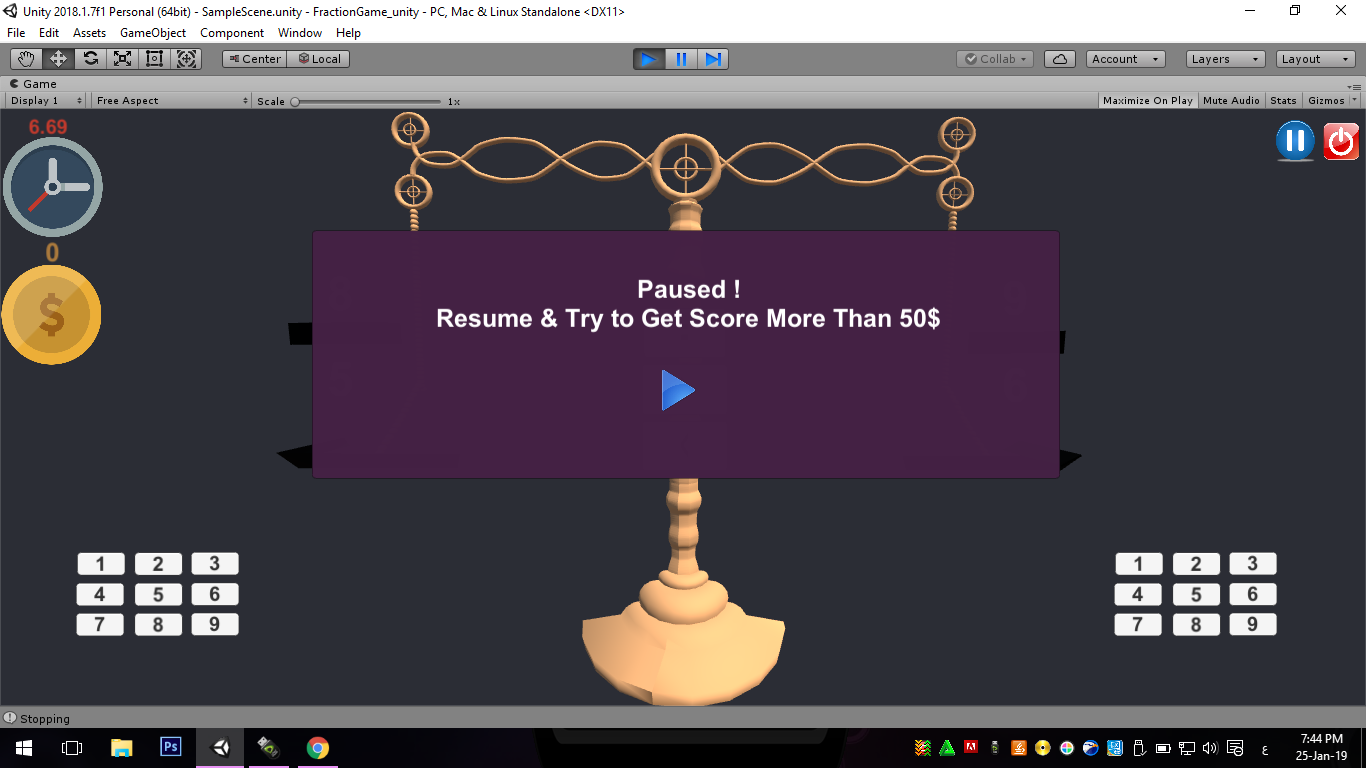 Unity 2018.1.7f1 Personal (64bit) - SampleScene.unity - FractionGame_unity - PC, Mac & Linux Standalone <DX11>
File Edit Assets GameObject Component Window Help
Center Local Collab Account Layers Layout
Game
Display 1 Free Aspect Scale 1x Maximize On Play Mute Audio Stats Gizmos
6.69
0
$
Paused !
Resume & Try to Get Score More Than 50$
1 2 3
4 5 6
7 8 9
1 2 3
4 5 6
7 8 9
Stopping
Ps
ع
7:44 PM
25-Jan-19